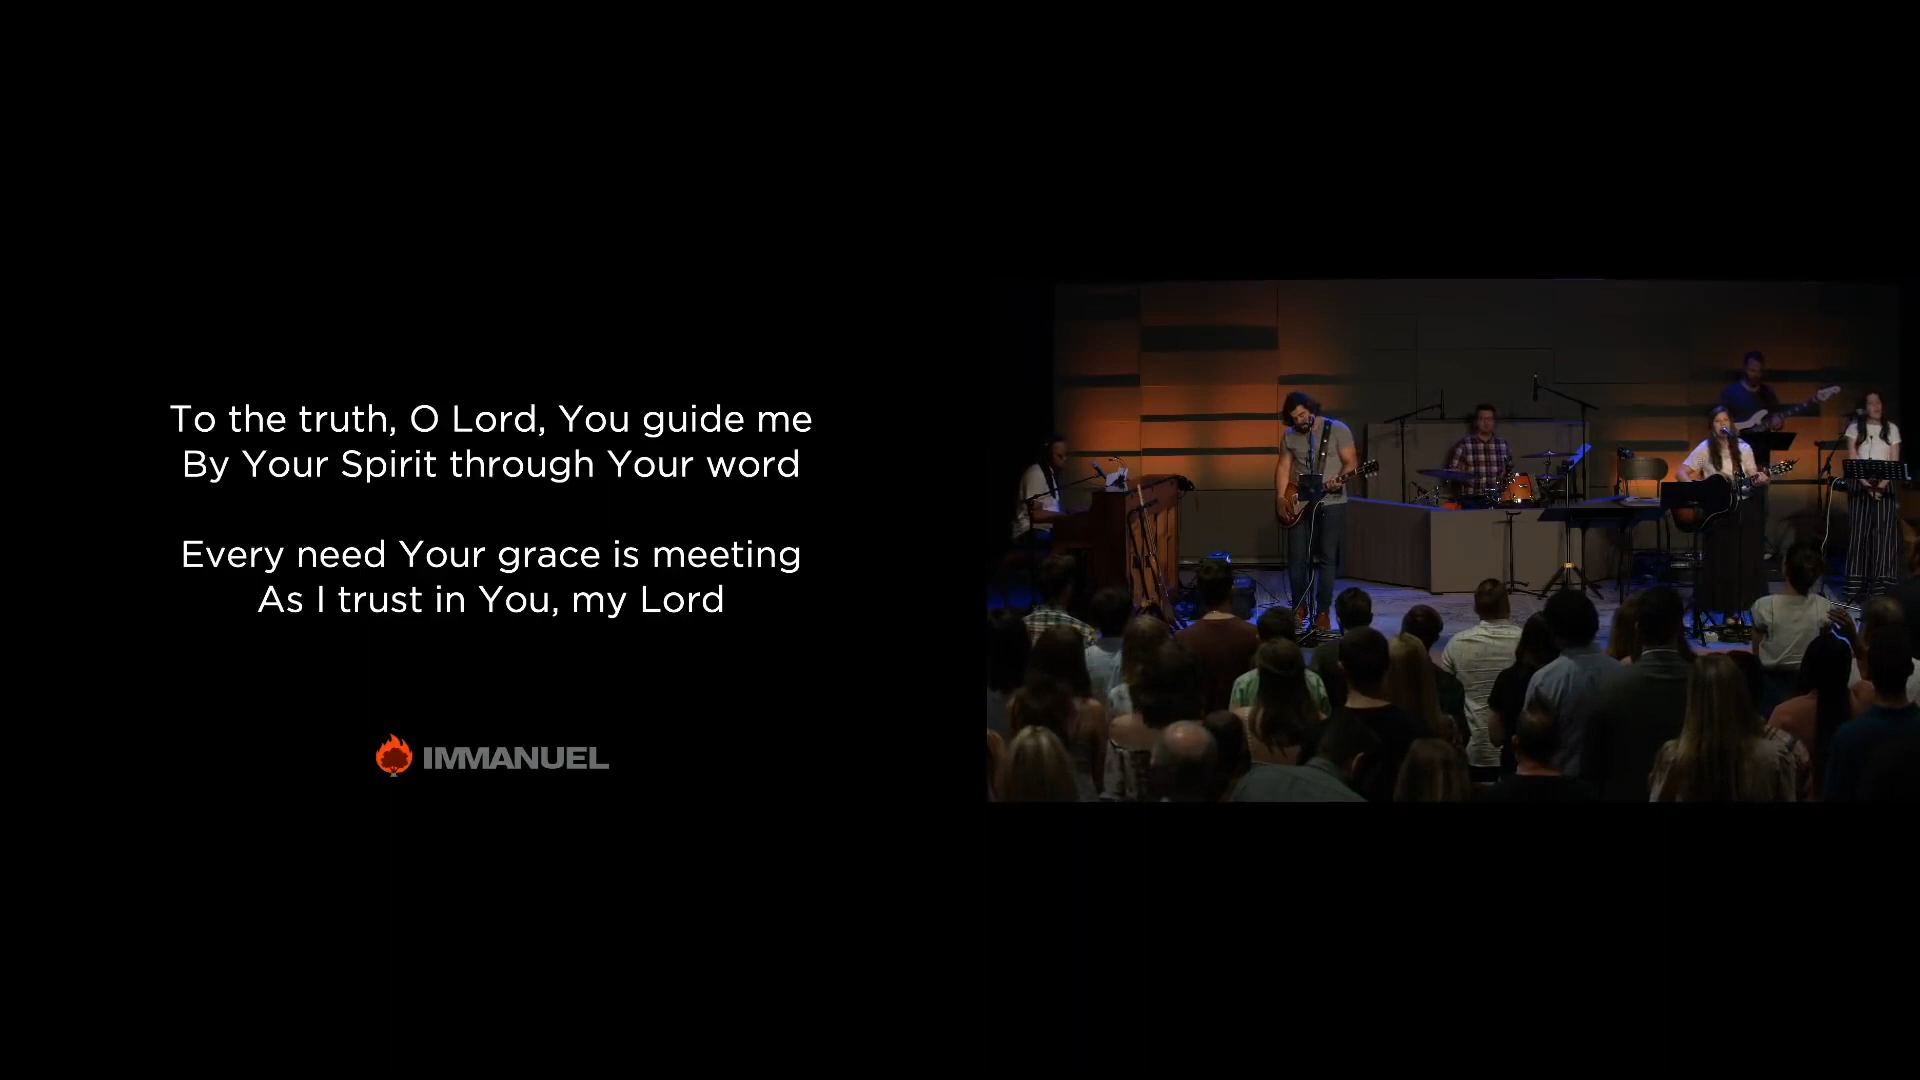 To the truth, O Lord, You guide me
By Your Spirit through Your word
Every need Your grace is meeting
As I trust in You, my Lord
IMMANUEL